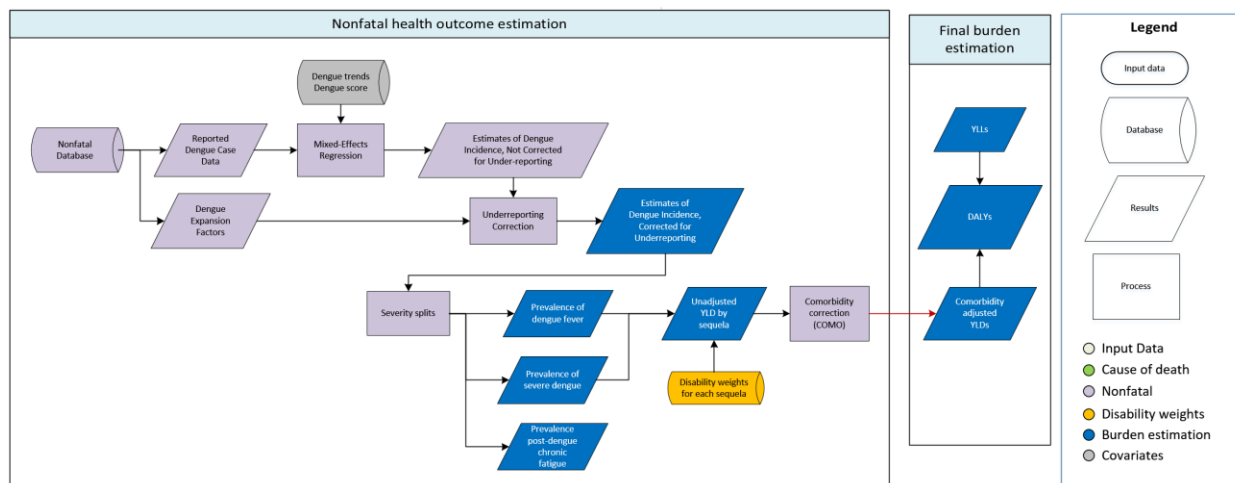 Nonfatal health outcome estimation
Dengue trends
Dengue score
Nonfatal
Database
Reported
Dengue Case
Data
Mixed-Effects
Regression
Estimates of Dengue
Incidence, Not Corrected
for Under-reporting
Dengue
Expansion
Factors
Underreporting
Correction
Estimates of
Dengue Incidence,
Corrected for
Underreporting
Severity splits
Prevalence of
dengue fever
Unadjusted
YLD by
sequela
Comorbidity
correction
(COMO)
Prevalence of
severe dengue
Disability weights
for each sequela
Prevalence
post-dengue
chronic
fatigue
Final burden
estimation
YLLs
DALYs
Comorbidity
adjusted
YLDs
Legend
Input data
Database
Results
Process
Input Data
Cause of death
Nonfatal
Disability weights
Burden estimation
Covariates